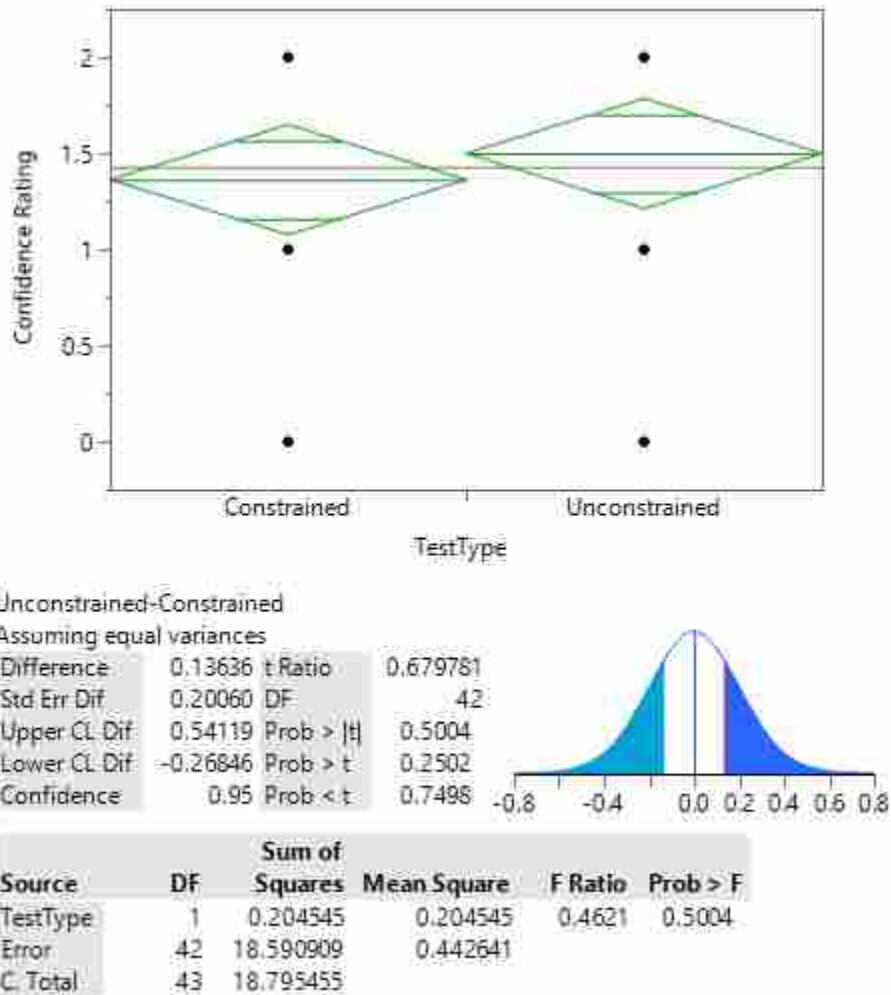 2
1.5
1
0.5
0
Confidence Rating
Constrained Unconstrained
TestType
Unconstrained-Constrained
Assuming equal variances
Difference 0.13636 t Ratio 0.679781
Std Err Dif 0.20060 DF 42
Upper CL Dif 0.54119 Prob > |t| 0.5004
Lower CL Dif -0.26846 Prob > t 0.2502
Confidence 0.95 Prob < t 0.7498
-0.8 -0.4 0.0 0.2 0.4 0.6 0.8
Sum of
Source DF Squares Mean Square F Ratio Prob > F
TestType 1 0.204545 0.204545 0.4621 0.5004
Error 42 18.590909 0.442641
C. Total 43 18.795455